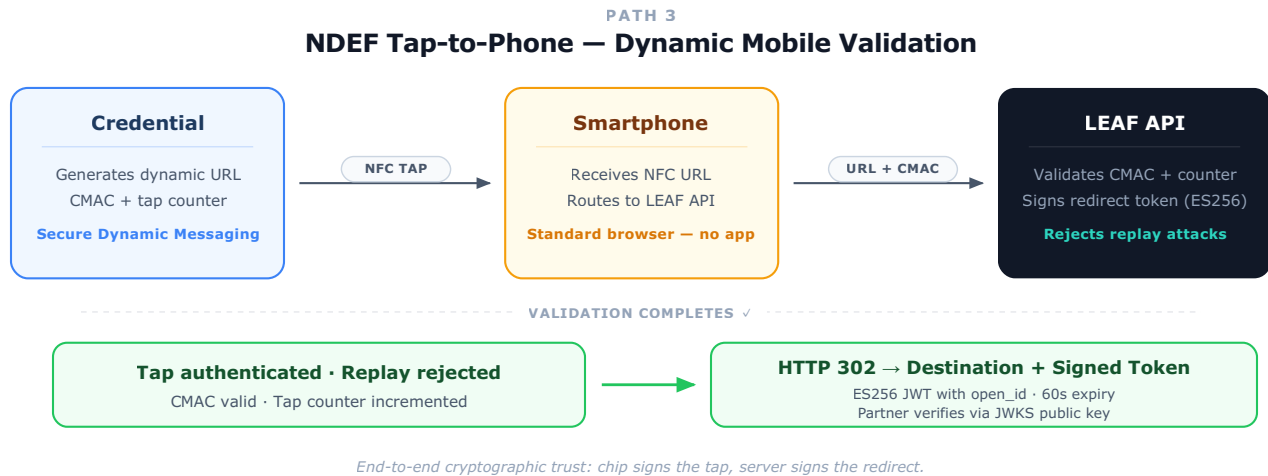 PATH 3
NDEF Tap-to-Phone — Dynamic Mobile Validation
Credential
Generates dynamic URL
CMAC + tap counter
Secure Dynamic Messaging
NFC TAP
Smartphone
Receives NFC URL
Routes to LEAF API
Standard browser — no app
URL + CMAC
LEAF API
Validates CMAC + counter
Signs redirect token (ES256)
Rejects replay attacks
VALIDATION COMPLETES ✓
Tap authenticated · Replay rejected
CMAC valid · Tap counter incremented
HTTP 302 → Destination + Signed Token
ES256 JWT with open_id · 60s expiry
Partner verifies via JWKS public key
End-to-end cryptographic trust: chip signs the tap, server signs the redirect.